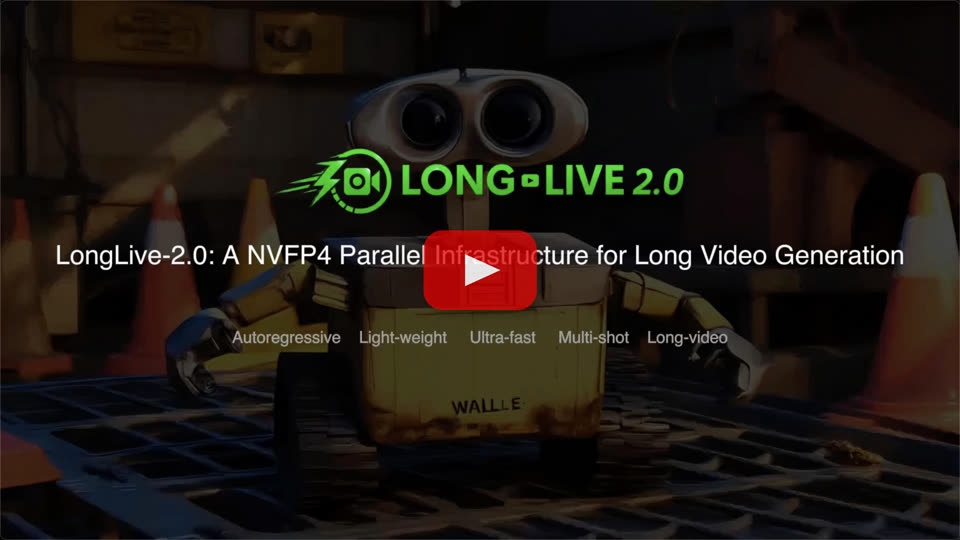 LONG LIVE 2.0
LongLive-2.0: A NVFP4 Parallel Infrastructure for Long Video Generation
Autoregressive Light-weight Ultra-fast Multi-shot Long-video
WALLLE